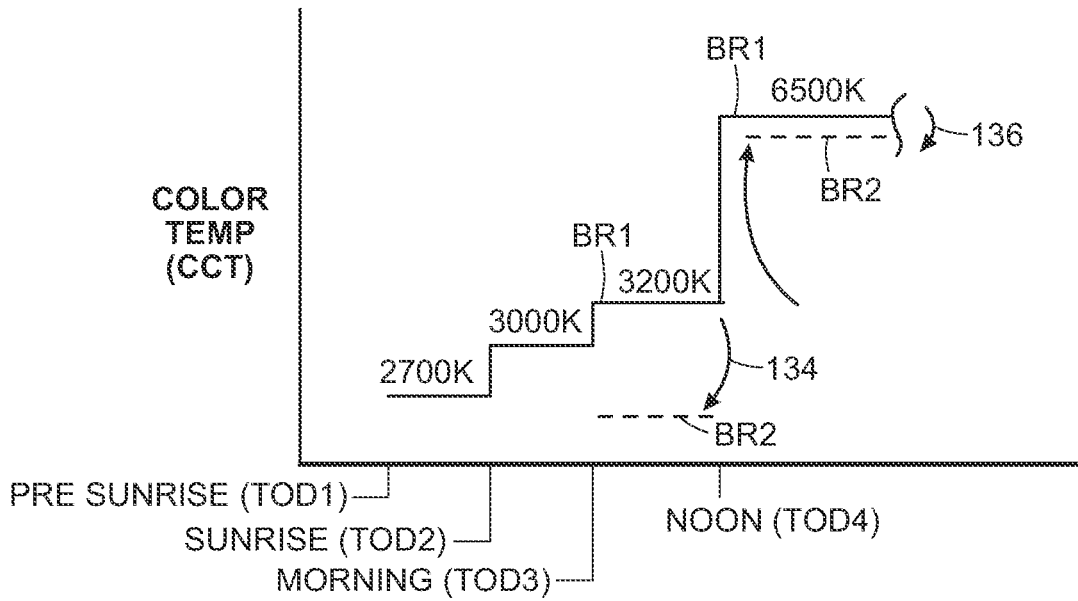 BR1
6500K
136
BR2
COLOR
TEMP
(CCT)
BR1
3200K
3000K
2700K
134
BR2
PRE SUNRISE (TOD1)
SUNRISE (TOD2)
MORNING (TOD3)
NOON (TOD4)